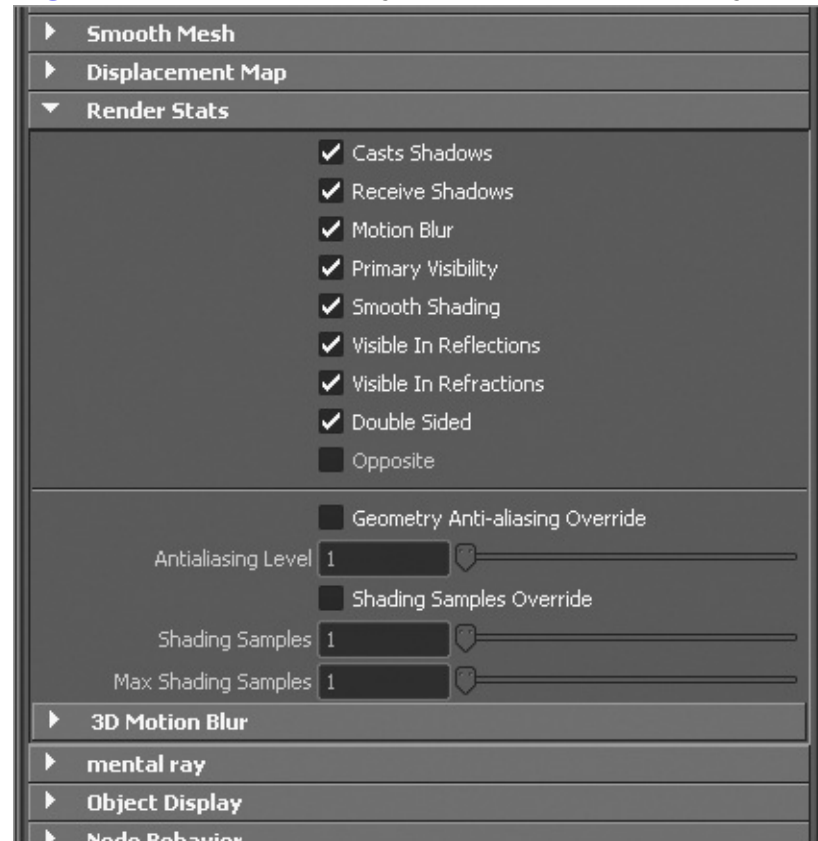 Smooth Mesh
Displacement Map
Render Stats
Casts Shadows
Receive Shadows
Motion Blur
Primary Visibility
Smooth Shading
Visible In Reflections
Visible In Refractions
Double Sided
Opposite
Geometry Anti-aliasing Override
Antialiasing Level 1
Shading Samples Override
Shading Samples 1
Max Shading Samples 1
3D Motion Blur
mental ray
Object Display
Node Behavior